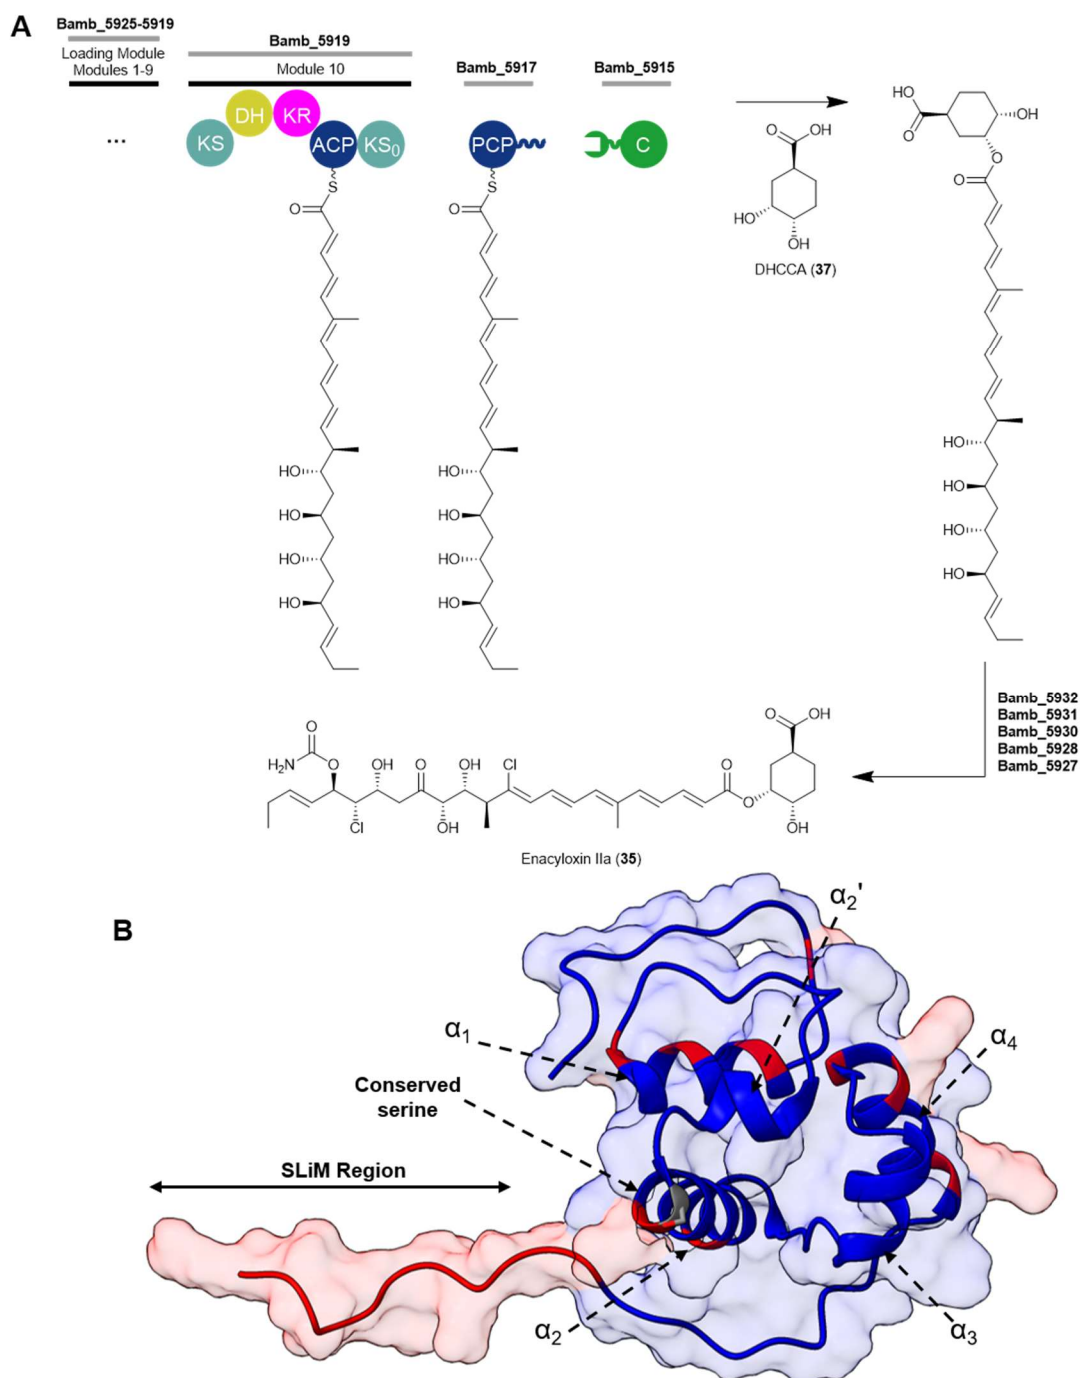 A
Bamb_5925-5919
Loading Module
Modules 1-9
...
Bamb_5919
Module 10
KS
DH
KR
ACP
KS₀
S
O
HO
HO
HO
HO
Bamb_5917
PCP
S
O
HO
HO
HO
HO
Bamb_5915
C
O
OH
HO
OH
DHCCA (37)
HO
O
OH
O
O
HO
HO
HO
HO
Bamb_5932
Bamb_5931
Bamb_5930
Bamb_5928
Bamb_5927
O
H₂N
O
OH
O
OH
Cl
Cl
OH
O
O
O
OH
OH
Enacyloxin IIa (35)
B
α₂'
α₁
α₄
Conserved
serine
SLiM Region
α₂
α₃